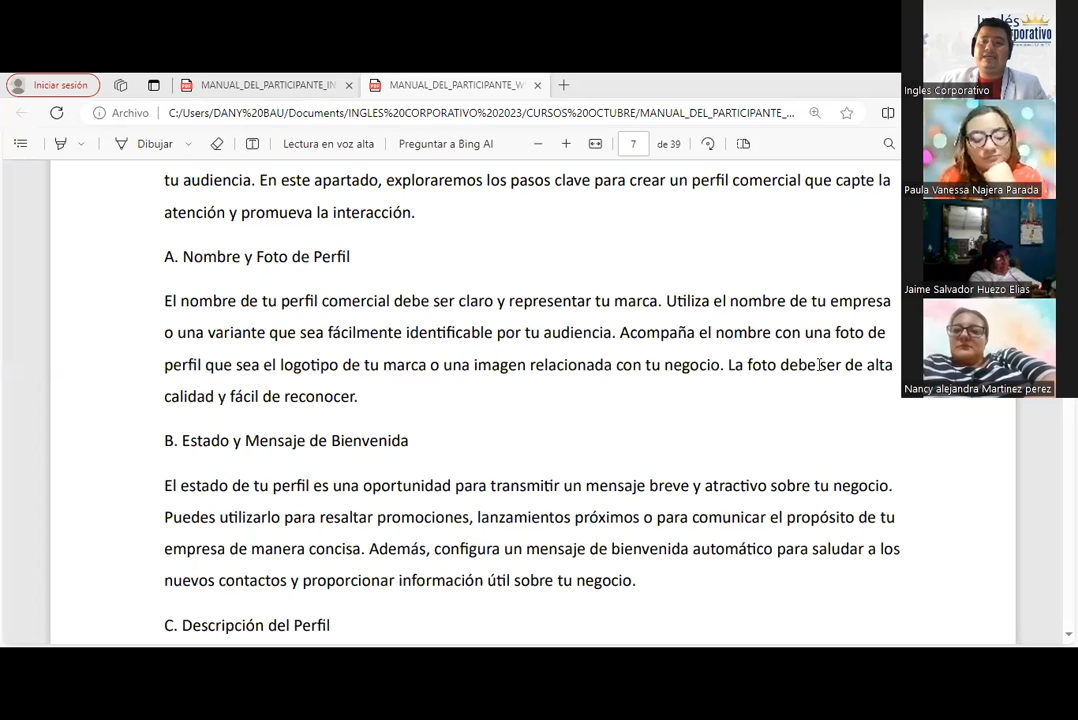 Inglés
Corporativo
Ingles Corporativo
Paula Vanessa Najera Parada
Jaime Salvador Huezo Elias
Nancy alejandra Martinez perez
Iniciar sesión
MANUAL_DEL_PARTICIPANTE_IN
MANUAL_DEL_PARTICIPANTE_W
Archivo
C:/Users/DANY%20BAU/Documents/INGLES%20CORPORATIVO%202023/CURSOS%20OCTUBRE/MANUAL_DEL_PARTICIPANTE_...
Dibujar
Lectura en voz alta
Preguntar a Bing AI
7
de 39
tu audiencia. En este apartado, exploraremos los pasos clave para crear un perfil comercial que capte la
atención y promueva la interacción.
A. Nombre y Foto de Perfil
El nombre de tu perfil comercial debe ser claro y representar tu marca. Utiliza el nombre de tu empresa
o una variante que sea fácilmente identificable por tu audiencia. Acompaña el nombre con una foto de
perfil que sea el logotipo de tu marca o una imagen relacionada con tu negocio. La foto debe ser de alta
calidad y fácil de reconocer.
B. Estado y Mensaje de Bienvenida
El estado de tu perfil es una oportunidad para transmitir un mensaje breve y atractivo sobre tu negocio.
Puedes utilizarlo para resaltar promociones, lanzamientos próximos o para comunicar el propósito de tu
empresa de manera concisa. Además, configura un mensaje de bienvenida automático para saludar a los
nuevos contactos y proporcionar información útil sobre tu negocio.
C. Descripción del Perfil